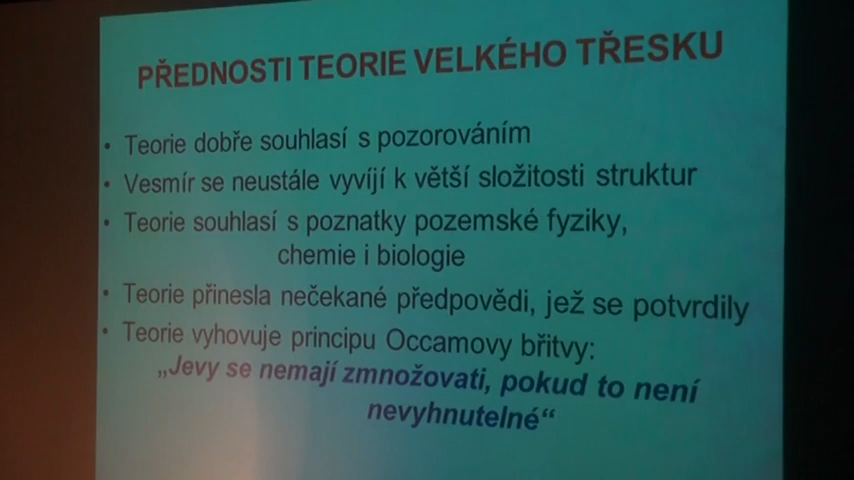 PŘEDNOSTI TEORIE VELKÉHO TŘESKU
• Teorie dobře souhlasí s pozorováním
• Vesmír se neustále vyvíjí k větší složitosti struktur
• Teorie souhlasí s poznatky pozemské fyziky,
chemie i biologie
• Teorie přinesla nečekané předpovědi, jež se potvrdily
• Teorie vyhovuje principu Occamovy břitvy:
„Jevy se nemají zmnožovati, pokud to není
nevyhnutelné“